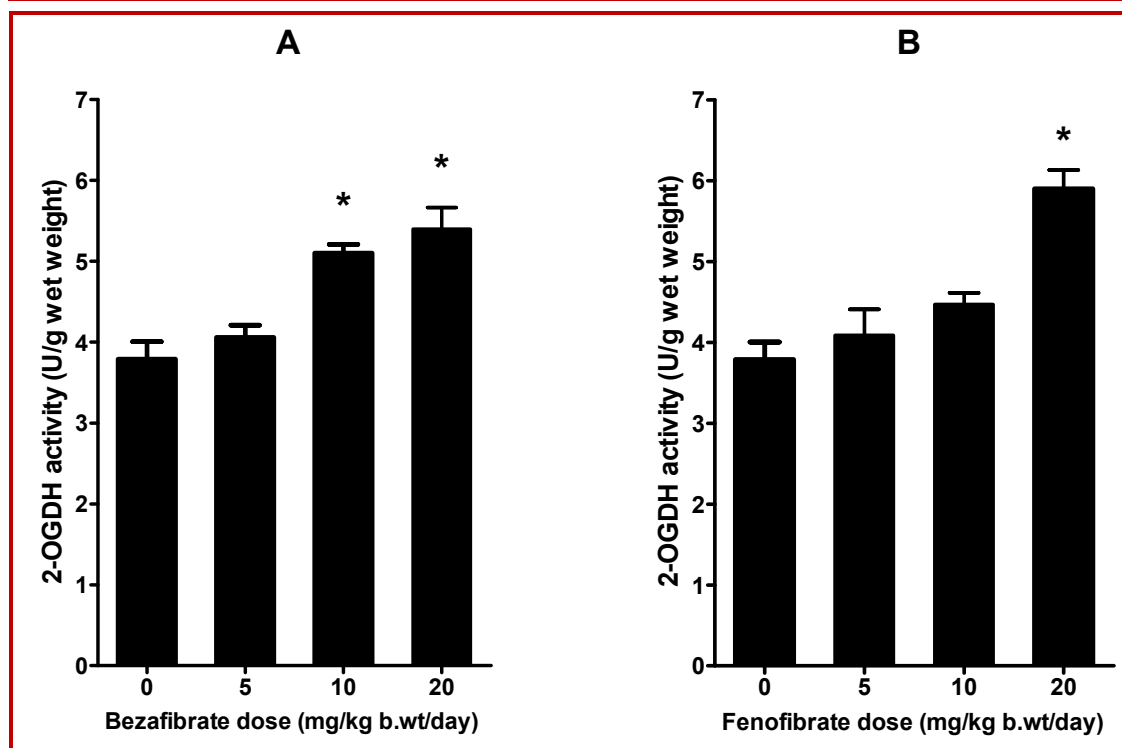 A
2-OGDH activity (U/g wet weight)
7
6
5
4
3
2
1
0
*
*
0 5 10 20
Bezafibrate dose (mg/kg b.wt/day)
B
2-OGDH activity (U/g wet weight)
7
6
5
4
3
2
1
0
*
0 5 10 20
Fenofibrate dose (mg/kg b.wt/day)